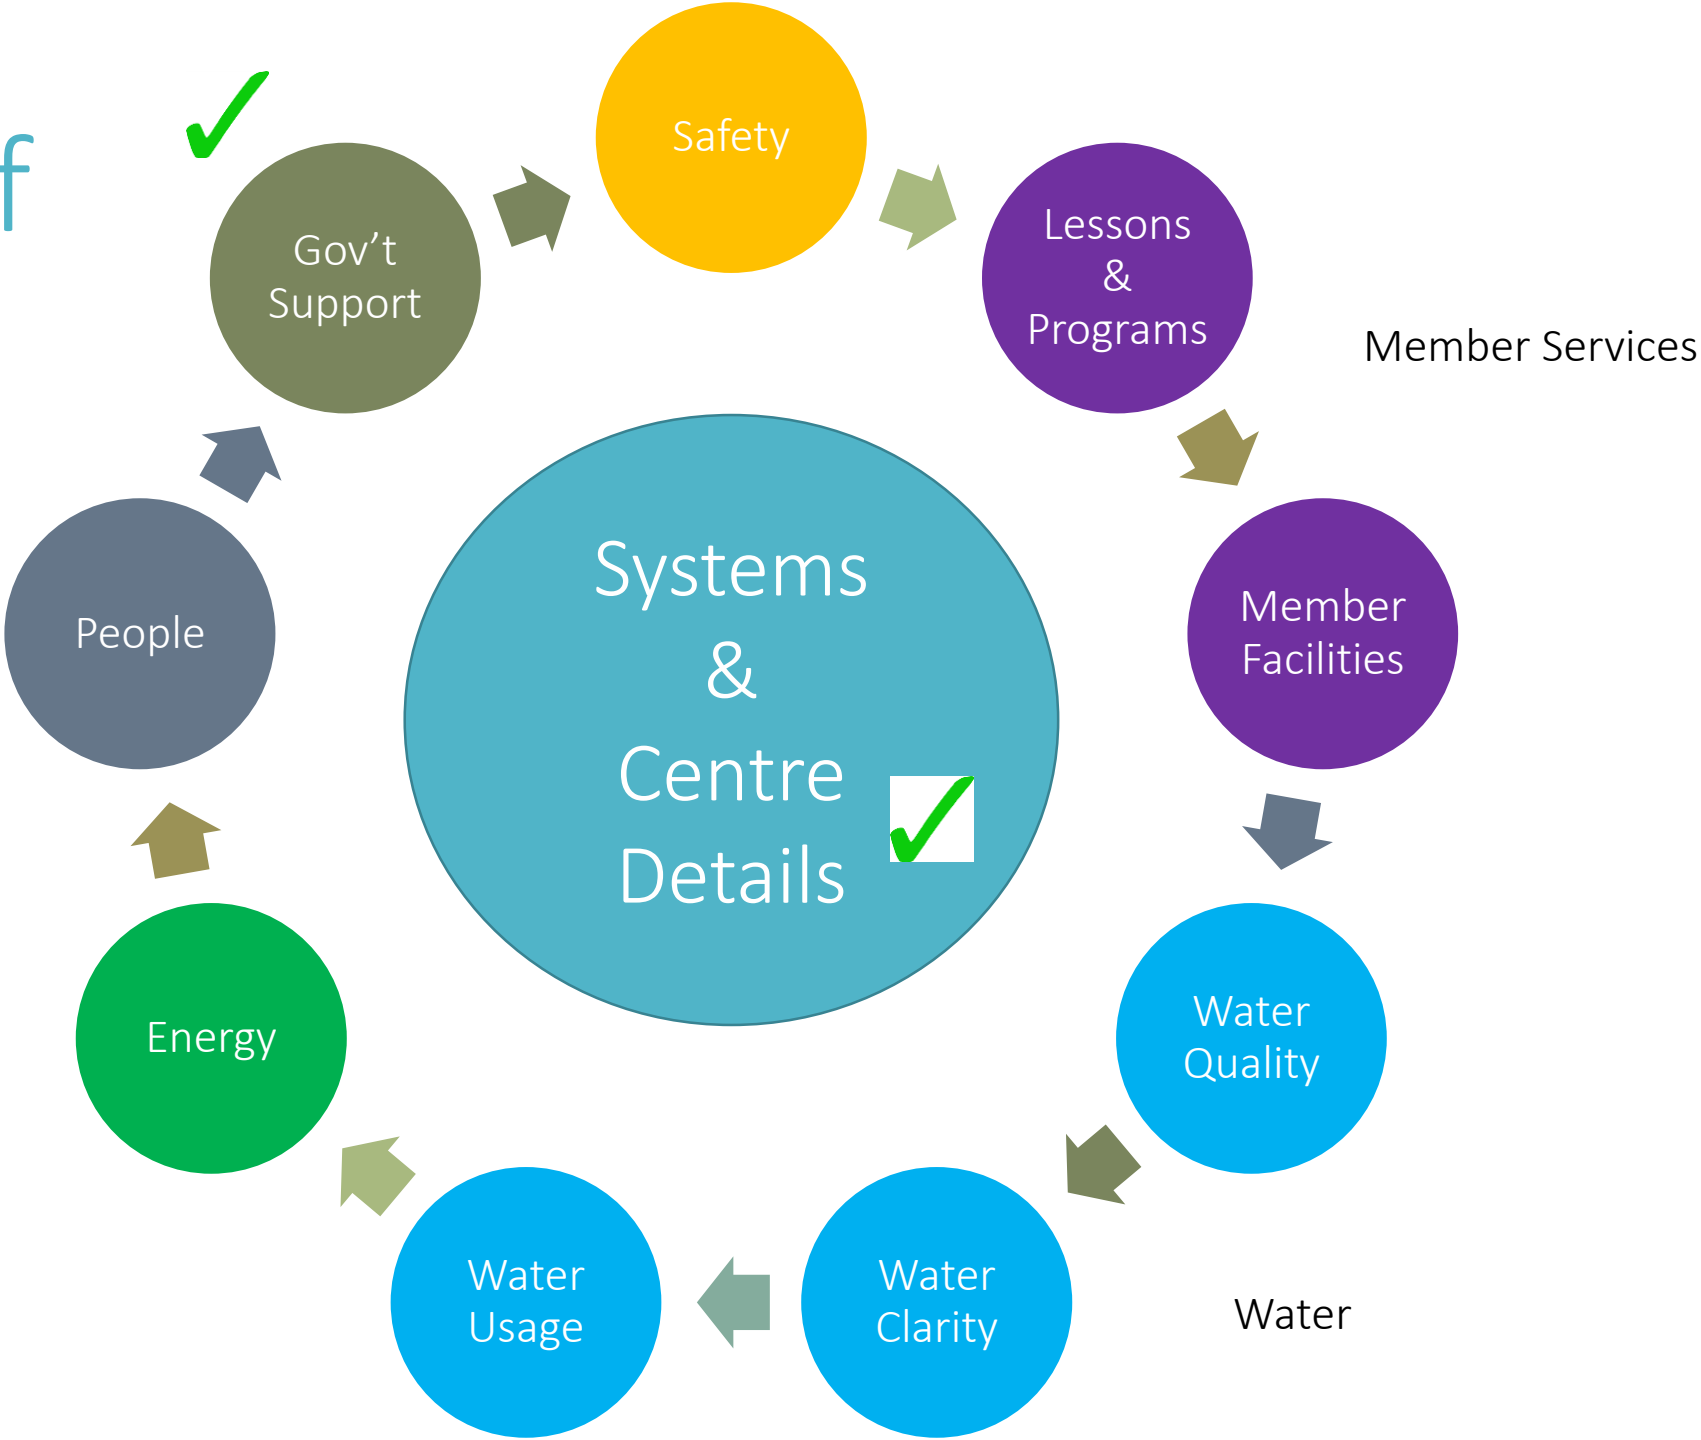 f
Safety
Gov’t
Support
Lessons
&
Programs
Member Services
Systems
&
Centre
Details
People
Member
Facilities
Water
Quality
Energy
Water
Usage
Water
Clarity
Water